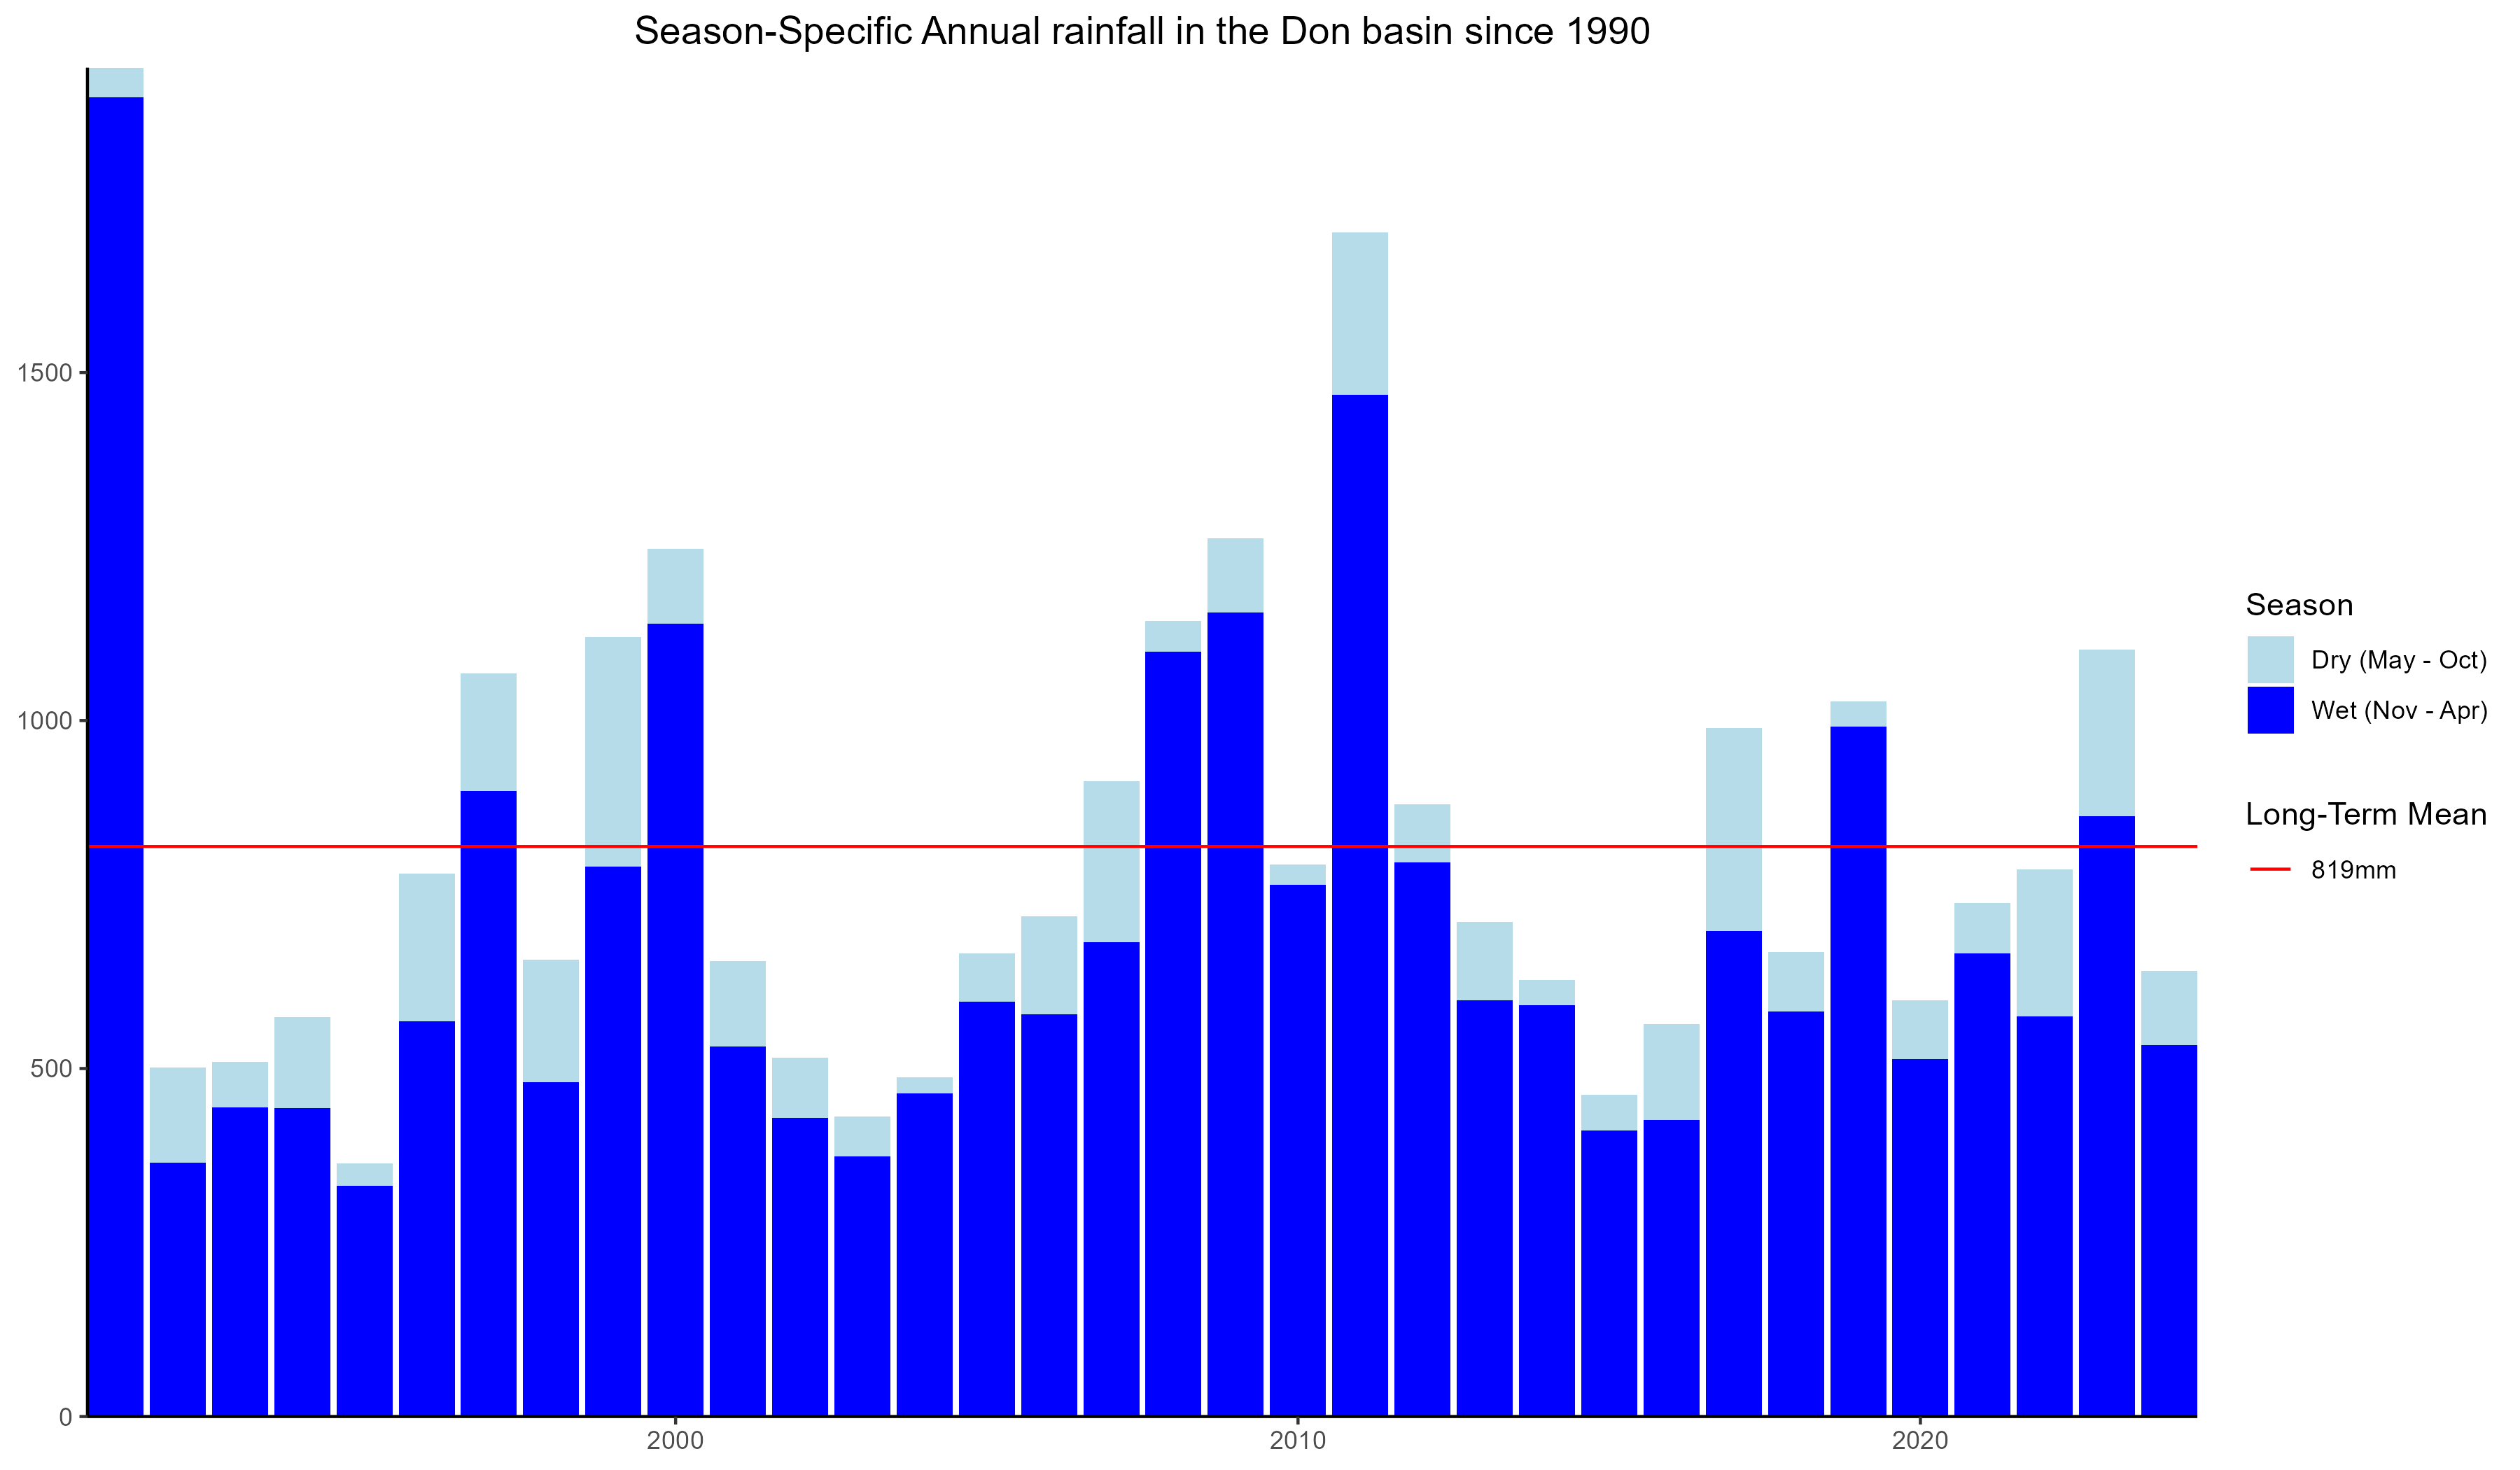 Season-Specific Annual rainfall in the Don basin since 1990
1500
1000
500
0
2000
2010
2020
Season
Dry (May - Oct)
Wet (Nov - Apr)
Long-Term Mean
819mm